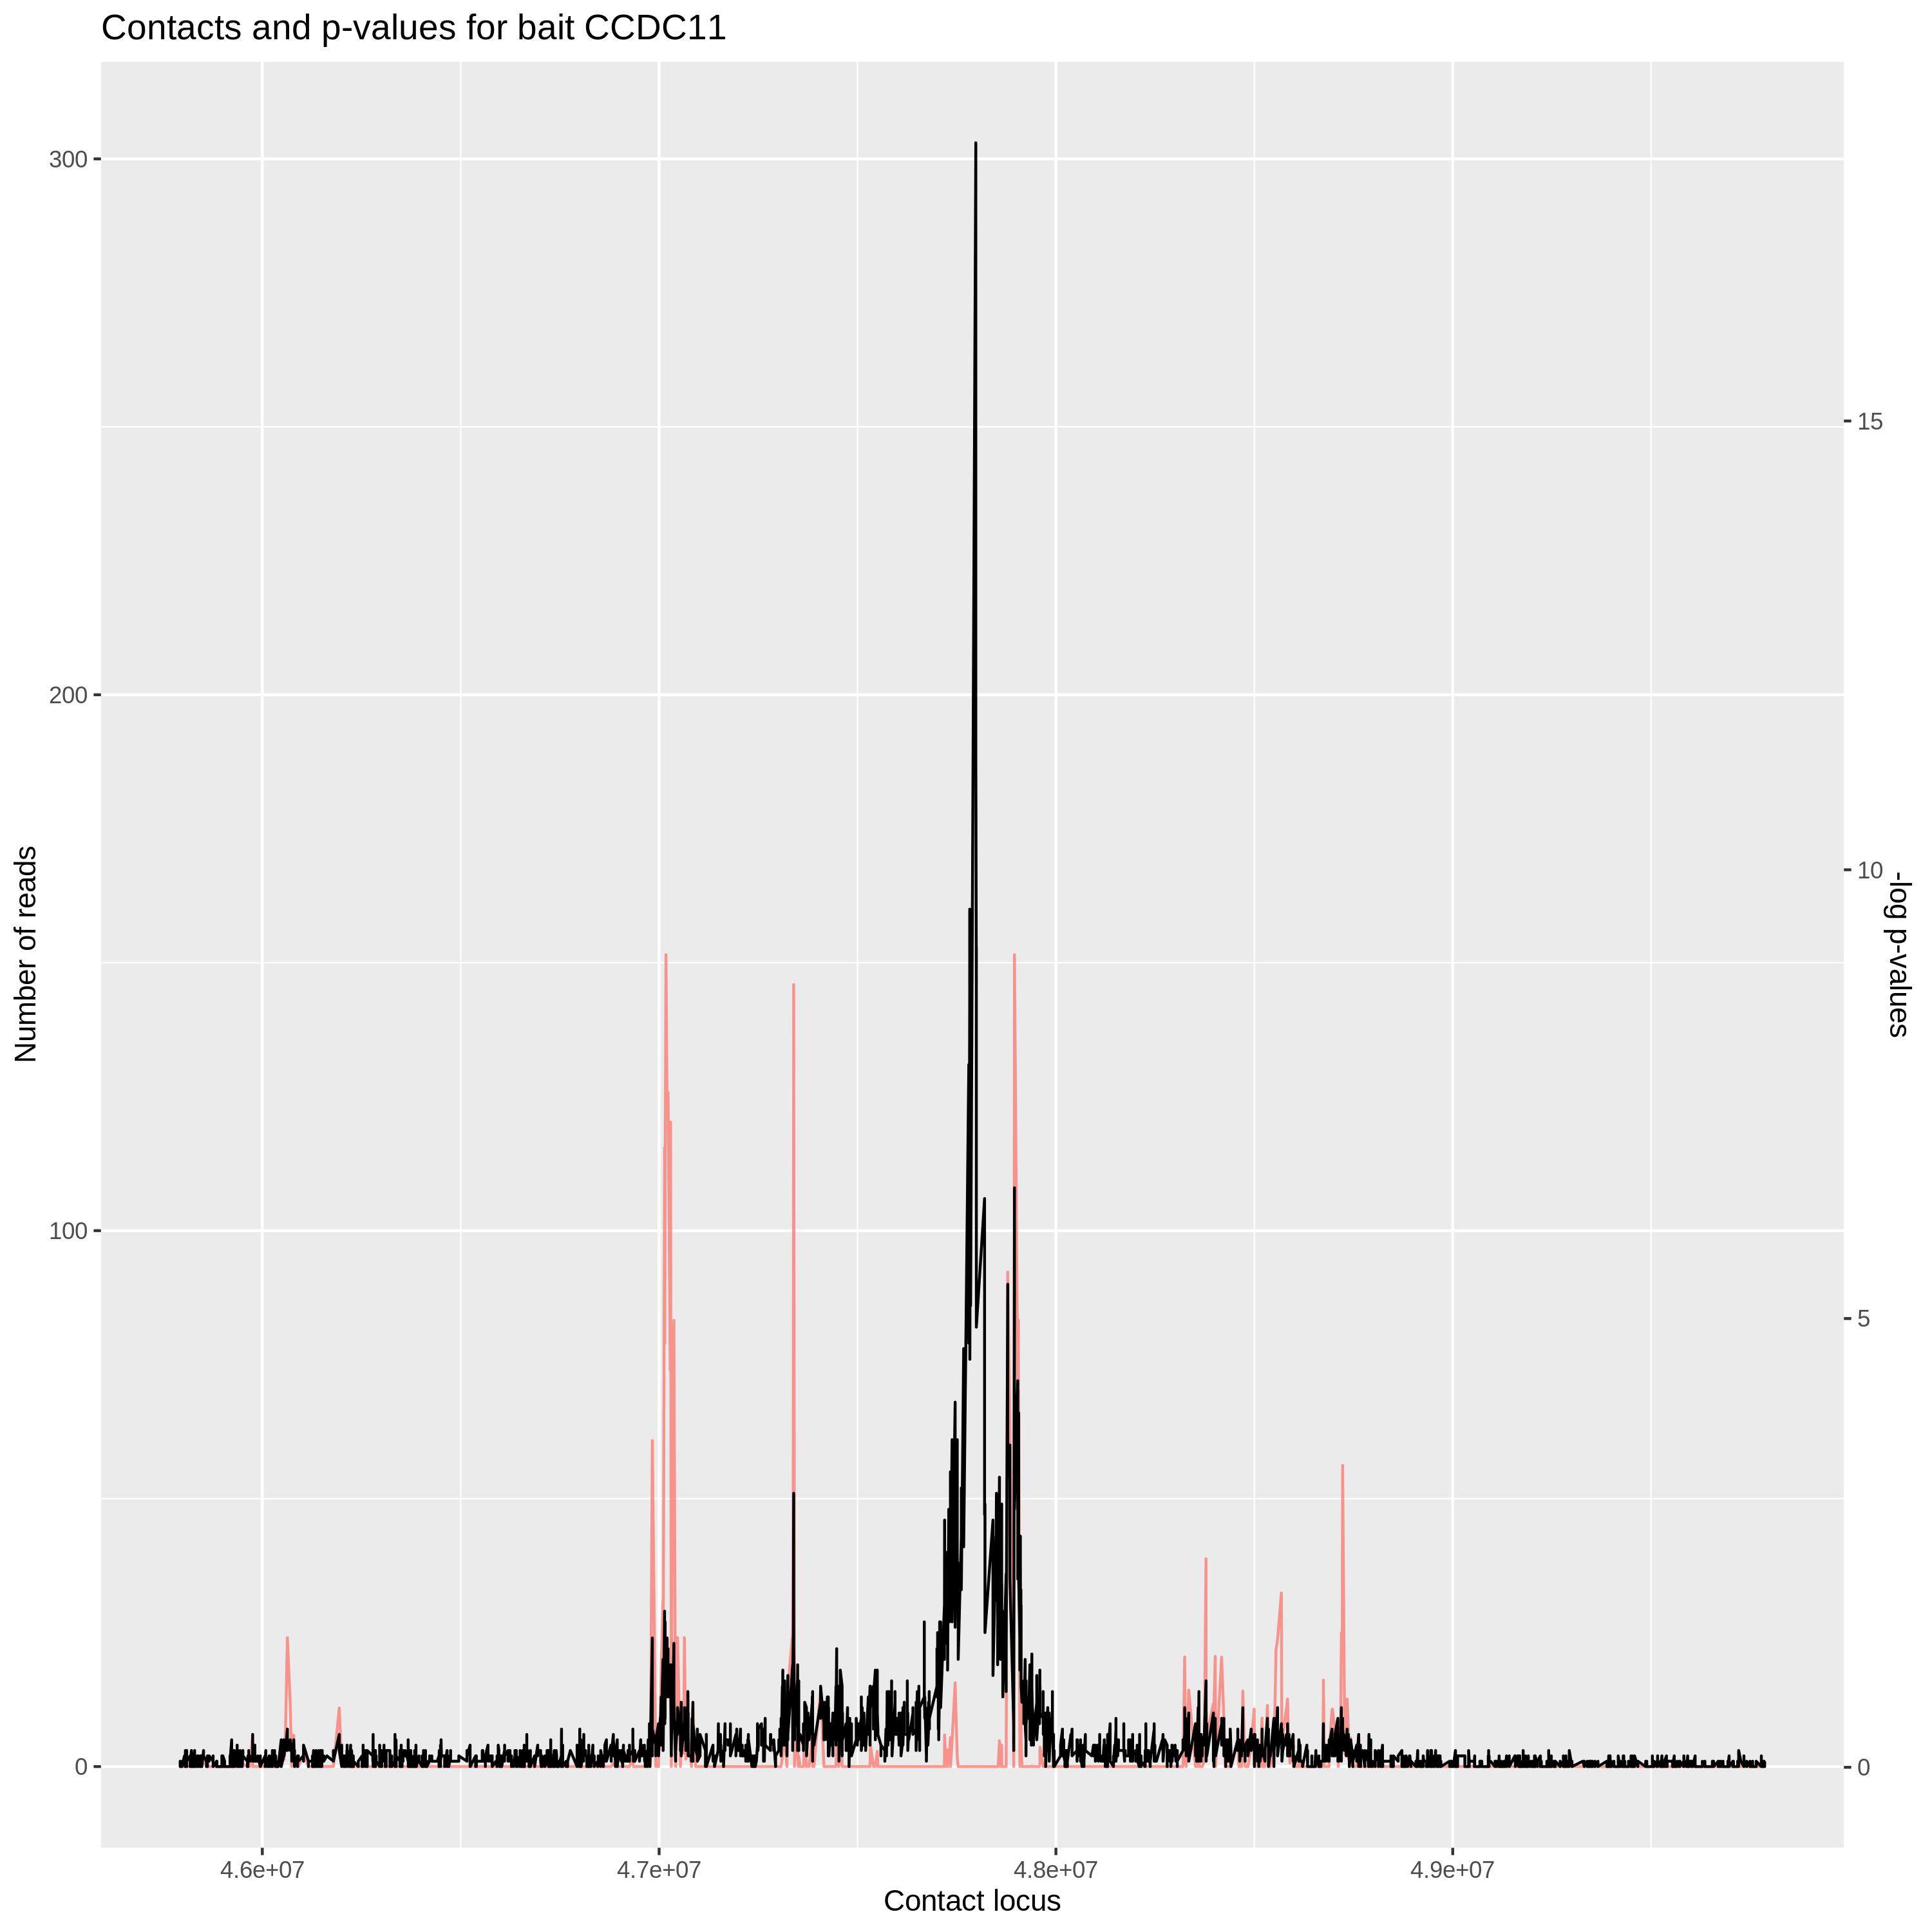 Contacts and p-values for bait CCDC11
300
200
100
0
Number of reads
15
10
5
0
-log p-values
4.6e+07
4.7e+07
4.8e+07
4.9e+07
Contact locus